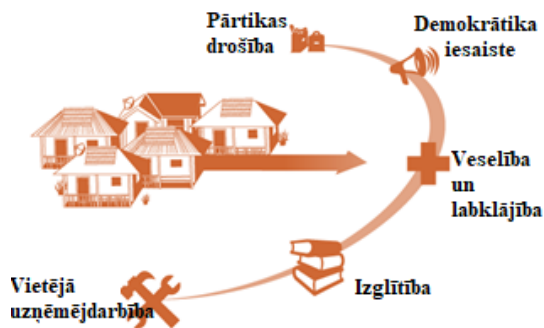 Pārtikas
drošība
Demokrātika
iesaiste
Veselība
un
labklājība
Izglītība
Vietējā
uzņēmējdarbība